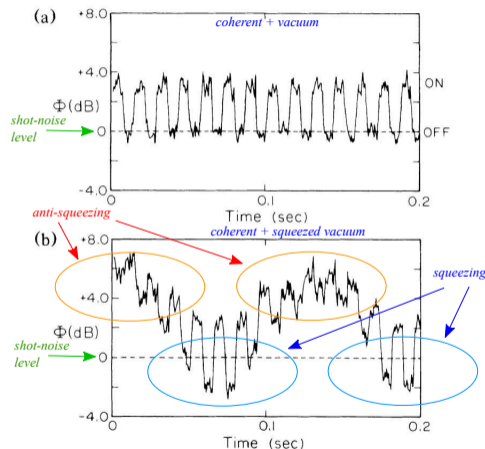 (a)
coherent + vacuum
+8.0
+4.0
ON
Φ(dB)
shot-noise
level
0
OFF
-4.0
0
0.1
0.2
Time (sec)
anti-squeezing
(b)
coherent + squeezed vacuum
+8.0
squeezing
+4.0
Φ(dB)
shot-noise
level
0
-4.0
0
0.1
0.2
Time (sec)